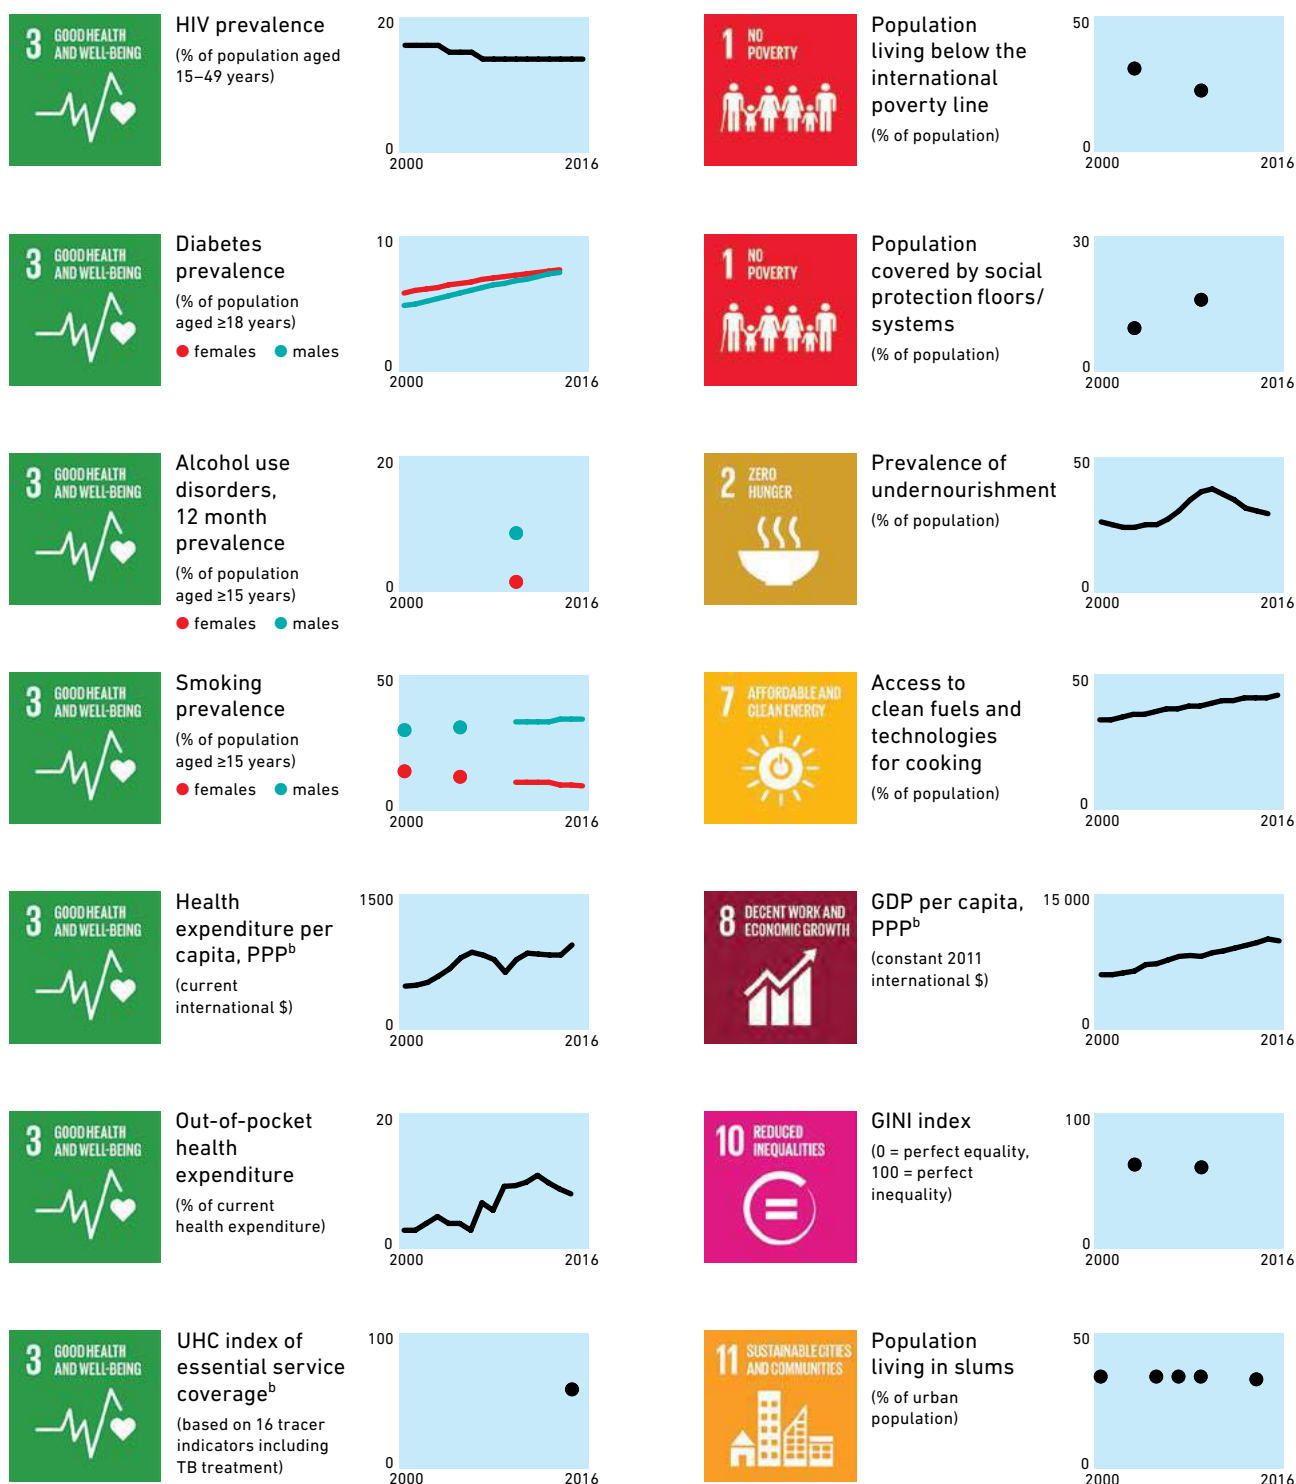 3 GOOD HEALTH
AND WELL-BEING
HIV prevalence
(% of population aged
15–49 years)
20
0
2000
2016
3 GOOD HEALTH
AND WELL-BEING
Diabetes
prevalence
(% of population
aged ≥18 years)
females males
10
0
2000
2016
3 GOOD HEALTH
AND WELL-BEING
Alcohol use
disorders,
12 month
prevalence
(% of population
aged ≥15 years)
females males
20
0
2000
2016
3 GOOD HEALTH
AND WELL-BEING
Smoking
prevalence
(% of population
aged ≥15 years)
females males
50
0
2000
2016
3 GOOD HEALTH
AND WELL-BEING
Health
expenditure per
capita, PPPb
(current
international $)
1500
0
2000
2016
3 GOOD HEALTH
AND WELL-BEING
Out-of-pocket
health
expenditure
(% of current
health expenditure)
20
0
2000
2016
3 GOOD HEALTH
AND WELL-BEING
UHC index of
essential service
coverageb
(based on 16 tracer
indicators including
TB treatment)
100
0
2000
2016
1 NO
POVERTY
Population
living below the
international
poverty line
(% of population)
50
0
2000
2016
1 NO
POVERTY
Population
covered by social
protection floors/
systems
(% of population)
30
0
2000
2016
2 ZERO
HUNGER
Prevalence of
undernourishment
(% of population)
50
0
2000
2016
7 AFFORDABLE AND
CLEAN ENERGY
Access to
clean fuels and
technologies
for cooking
(% of population)
50
0
2000
2016
8 DECENT WORK AND
ECONOMIC GROWTH
GDP per capita,
PPPb
(constant 2011
international $)
15 000
0
2000
2016
10 REDUCED
INEQUALITIES
GINI index
(0 = perfect equality,
100 = perfect
inequality)
100
0
2000
2016
11 SUSTAINABLE CITIES
AND COMMUNITIES
Population
living in slums
(% of urban
population)
50
0
2000
2016